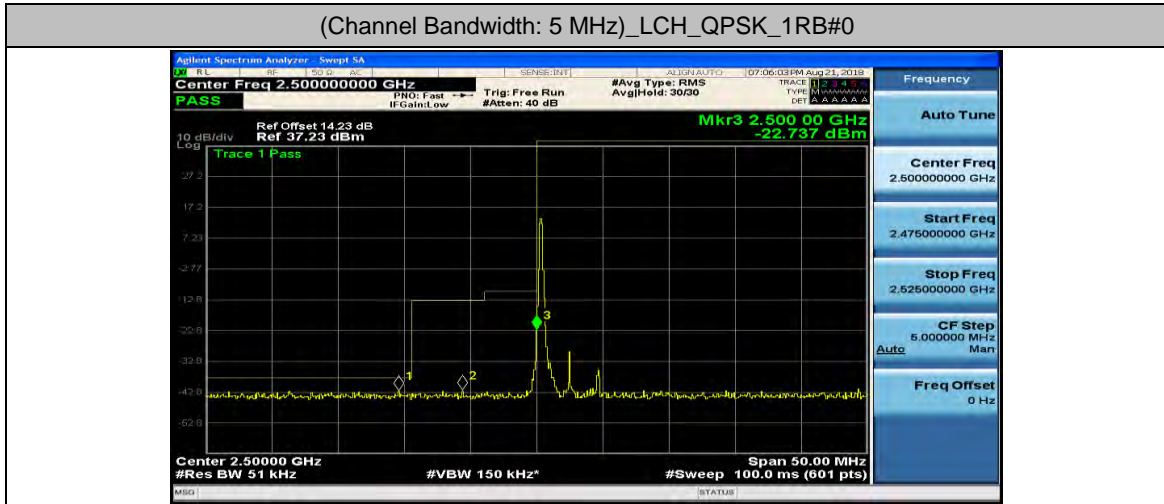 (Channel Bandwidth: 5 MHz)_LCH_QPSK_1RB#0
Agilent Spectrum Analyzer - Swept SA
LXI RL RF 50 Ω AC SENSE:INT ALIGN AUTO 07:06:03 PM Aug 21, 2018
Center Freq 2.500000000 GHz
PASS
PNO: Fast
IFGain:Low
Trig: Free Run
#Atten: 40 dB
#Avg Type: RMS
Avg|Hold: 30/30
TRACE 1 2 3 4 5 6
TYPE M
DET A A A A A A
Mkr3 2.500 00 GHz
-22.737 dBm
Ref Offset 14.23 dB
10 dB/div Ref 37.23 dBm
Log
Trace 1 Pass
27.2
17.2
7.23
-2.77
-12.8
-22.8
-32.8
-42.8
-52.8
1
2
3
Center 2.50000 GHz
Span 50.00 MHz
#Res BW 51 kHz
#VBW 150 kHz*
#Sweep 100.0 ms (601 pts)
MSG
STATUS
Frequency
Auto Tune
Center Freq
2.500000000 GHz
Start Freq
2.475000000 GHz
Stop Freq
2.525000000 GHz
CF Step
5.000000 MHz
Auto Man
Freq Offset
0 Hz